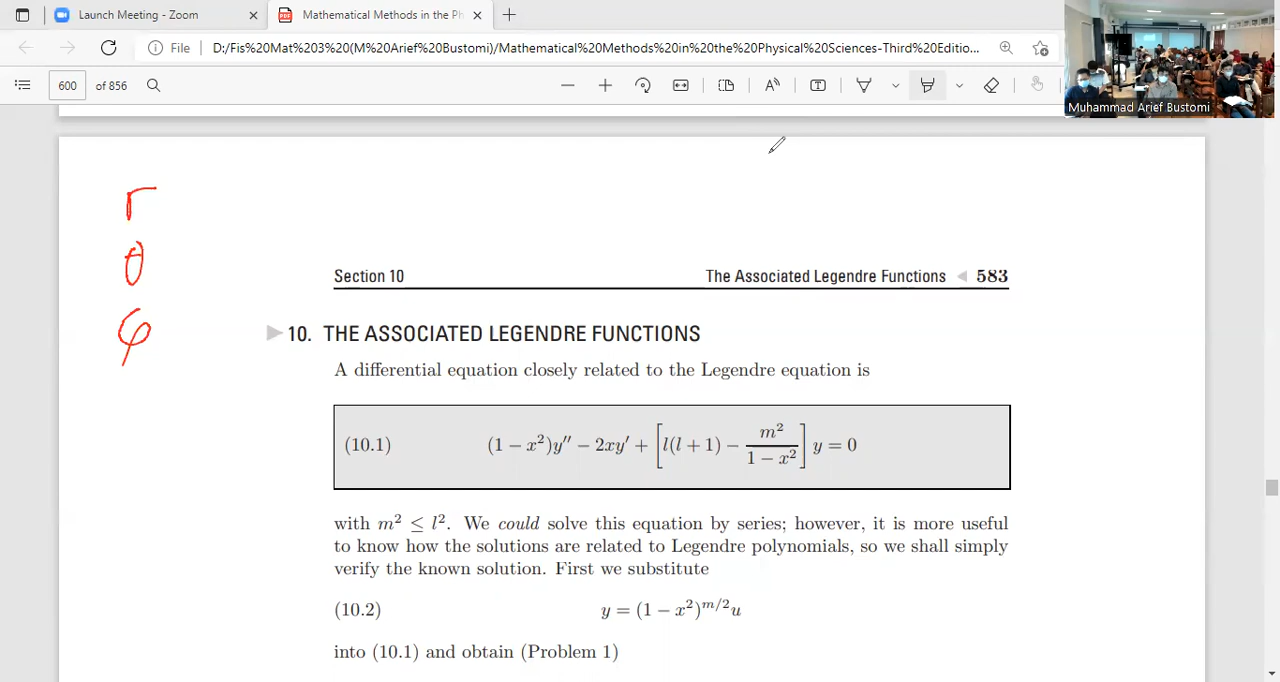 Launch Meeting - Zoom
Mathematical Methods in the Ph
File D:/Fis%20Mat%203%20(M%20Arief%20Bustomi)/Mathematical%20Methods%20in%20the%20Physical%20Sciences-Third%20Editio...
600 of 856
Muhammad Arief Bustomi
r
θ
φ
Section 10 The Associated Legendre Functions 583
10. THE ASSOCIATED LEGENDRE FUNCTIONS
A differential equation closely related to the Legendre equation is
(10.1) (1 − x²)y″ − 2xy′ + [l(l + 1) − m²/(1 − x²)] y = 0
with m² ≤ l². We could solve this equation by series; however, it is more useful
to know how the solutions are related to Legendre polynomials, so we shall simply
verify the known solution. First we substitute
(10.2) y = (1 − x²)^{m/2}u
into (10.1) and obtain (Problem 1)